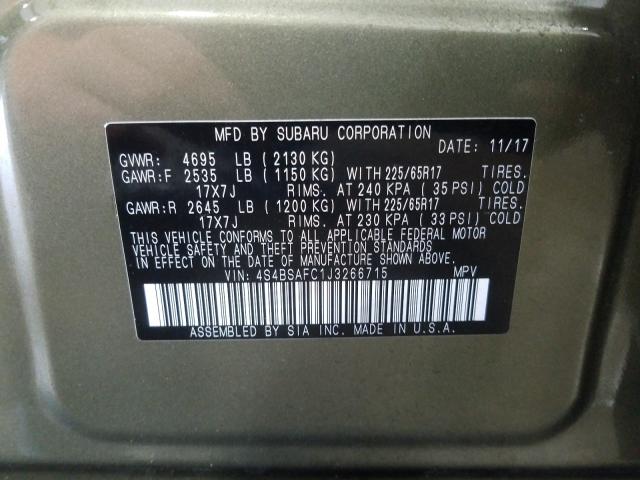 MFD BY SUBARU CORPORATION
DATE: 11/17
GVWR: 4695 LB (2130 KG)
GAWR:F 2535 LB (1150 KG) WITH 225/65R17 TIRES.
17X7J RIMS. AT 240 KPA (35 PSI) COLD
GAWR:R 2645 LB (1200 KG) WITH 225/65R17 TIRES.
17X7J RIMS. AT 230 KPA (33 PSI) COLD
THIS VEHICLE CONFORMS TO ALL APPLICABLE FEDERAL MOTOR
VEHICLE SAFETY AND THEFT PREVENTION STANDARDS
IN EFFECT ON THE DATE OF MANUFACTURE SHOWN ABOVE.
VIN: 4S4BSAFC1J3266715 MPV
ASSEMBLED BY SIA INC. MADE IN U.S.A.